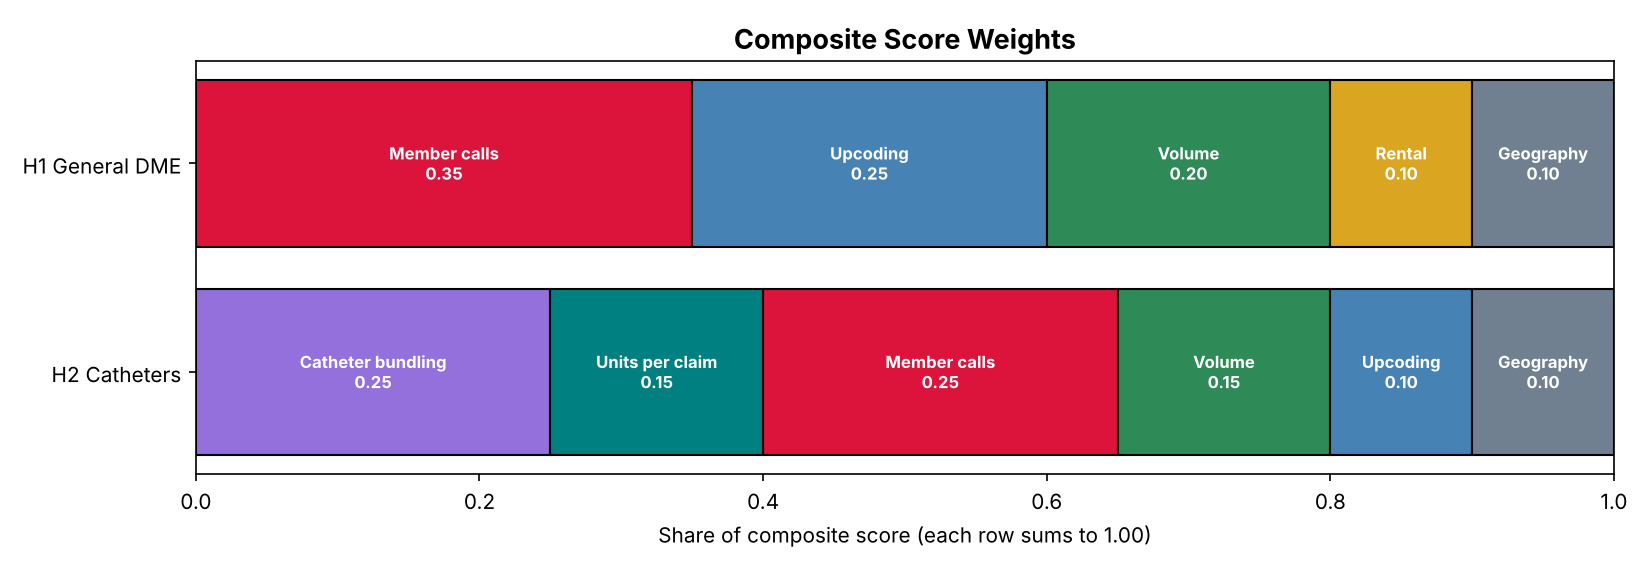 Composite Score Weights
H1 General DME
Member calls
0.35
Upcoding
0.25
Volume
0.20
Rental
0.10
Geography
0.10
H2 Catheters
Catheter bundling
0.25
Units per claim
0.15
Member calls
0.25
Volume
0.15
Upcoding
0.10
Geography
0.10
0.0
0.2
0.4
0.6
0.8
1.0
Share of composite score (each row sums to 1.00)